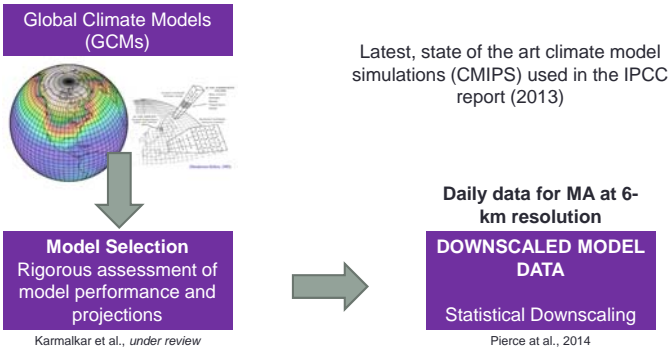 Global Climate Models
(GCMs)
Latest, state of the art climate model
simulations (CMIPS) used in the IPCC
report (2013)
Daily data for MA at 6-
km resolution
Model Selection
Rigorous assessment of
model performance and
projections
DOWNSCALED MODEL
DATA
Statistical Downscaling
Karmalkar et al., under review
Pierce at al., 2014